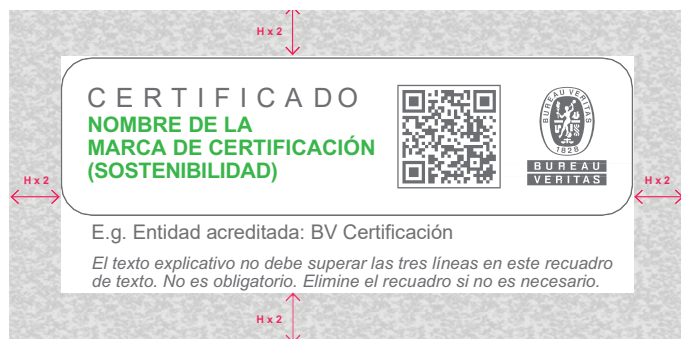 H x 2
CERTIFICADO
NOMBRE DE LA
MARCA DE CERTIFICACIÓN
(SOSTENIBILIDAD)
BUREAU VERITAS
1828
BUREAU
VERITAS
H x 2
H x 2
E.g. Entidad acreditada: BV Certificación
El texto explicativo no debe superar las tres líneas en este recuadro
de texto. No es obligatorio. Elimine el recuadro si no es necesario.
H x 2